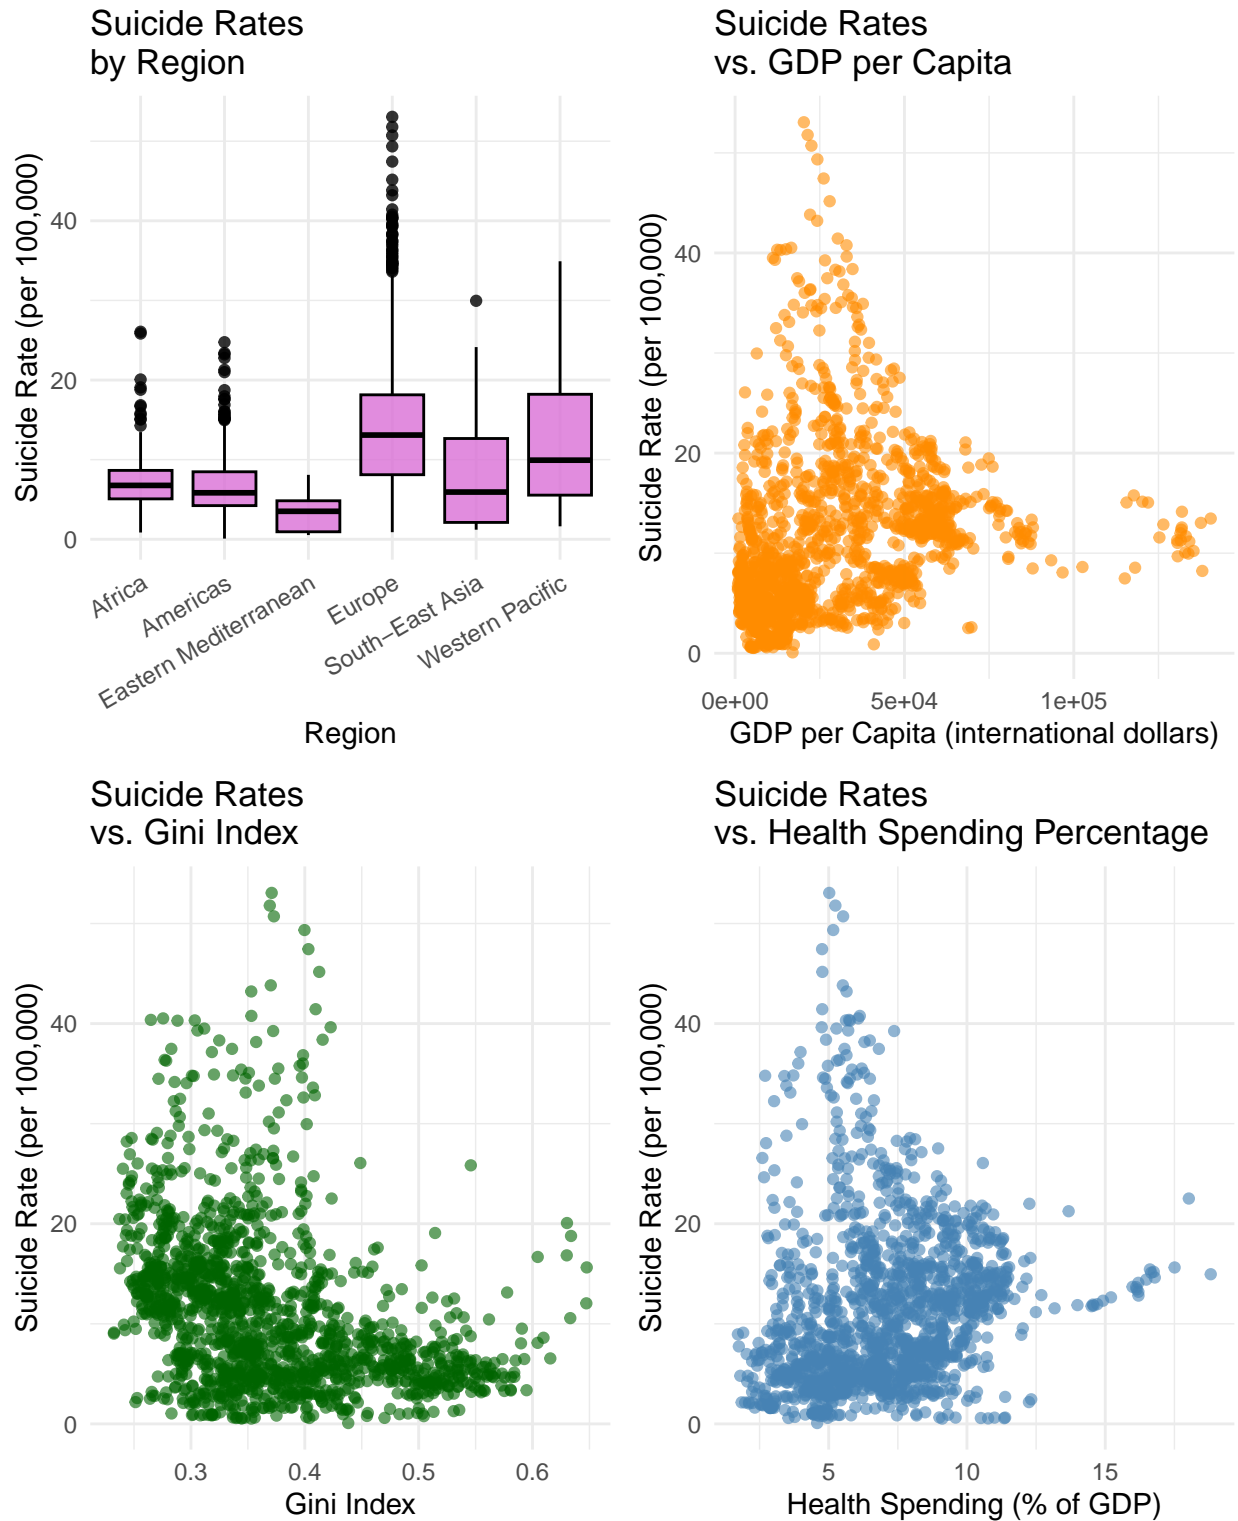 Suicide Rates
by Region
Suicide Rate (per 100,000)
40
20
0
Africa
Americas
Eastern Mediterranean
Europe
South−East Asia
Western Pacific
Region
Suicide Rates
vs. GDP per Capita
Suicide Rate (per 100,000)
40
20
0
0e+00
5e+04
1e+05
GDP per Capita (international dollars)
Suicide Rates
vs. Gini Index
Suicide Rate (per 100,000)
40
20
0
0.3
0.4
0.5
0.6
Gini Index
Suicide Rates
vs. Health Spending Percentage
Suicide Rate (per 100,000)
40
20
0
5
10
15
Health Spending (% of GDP)